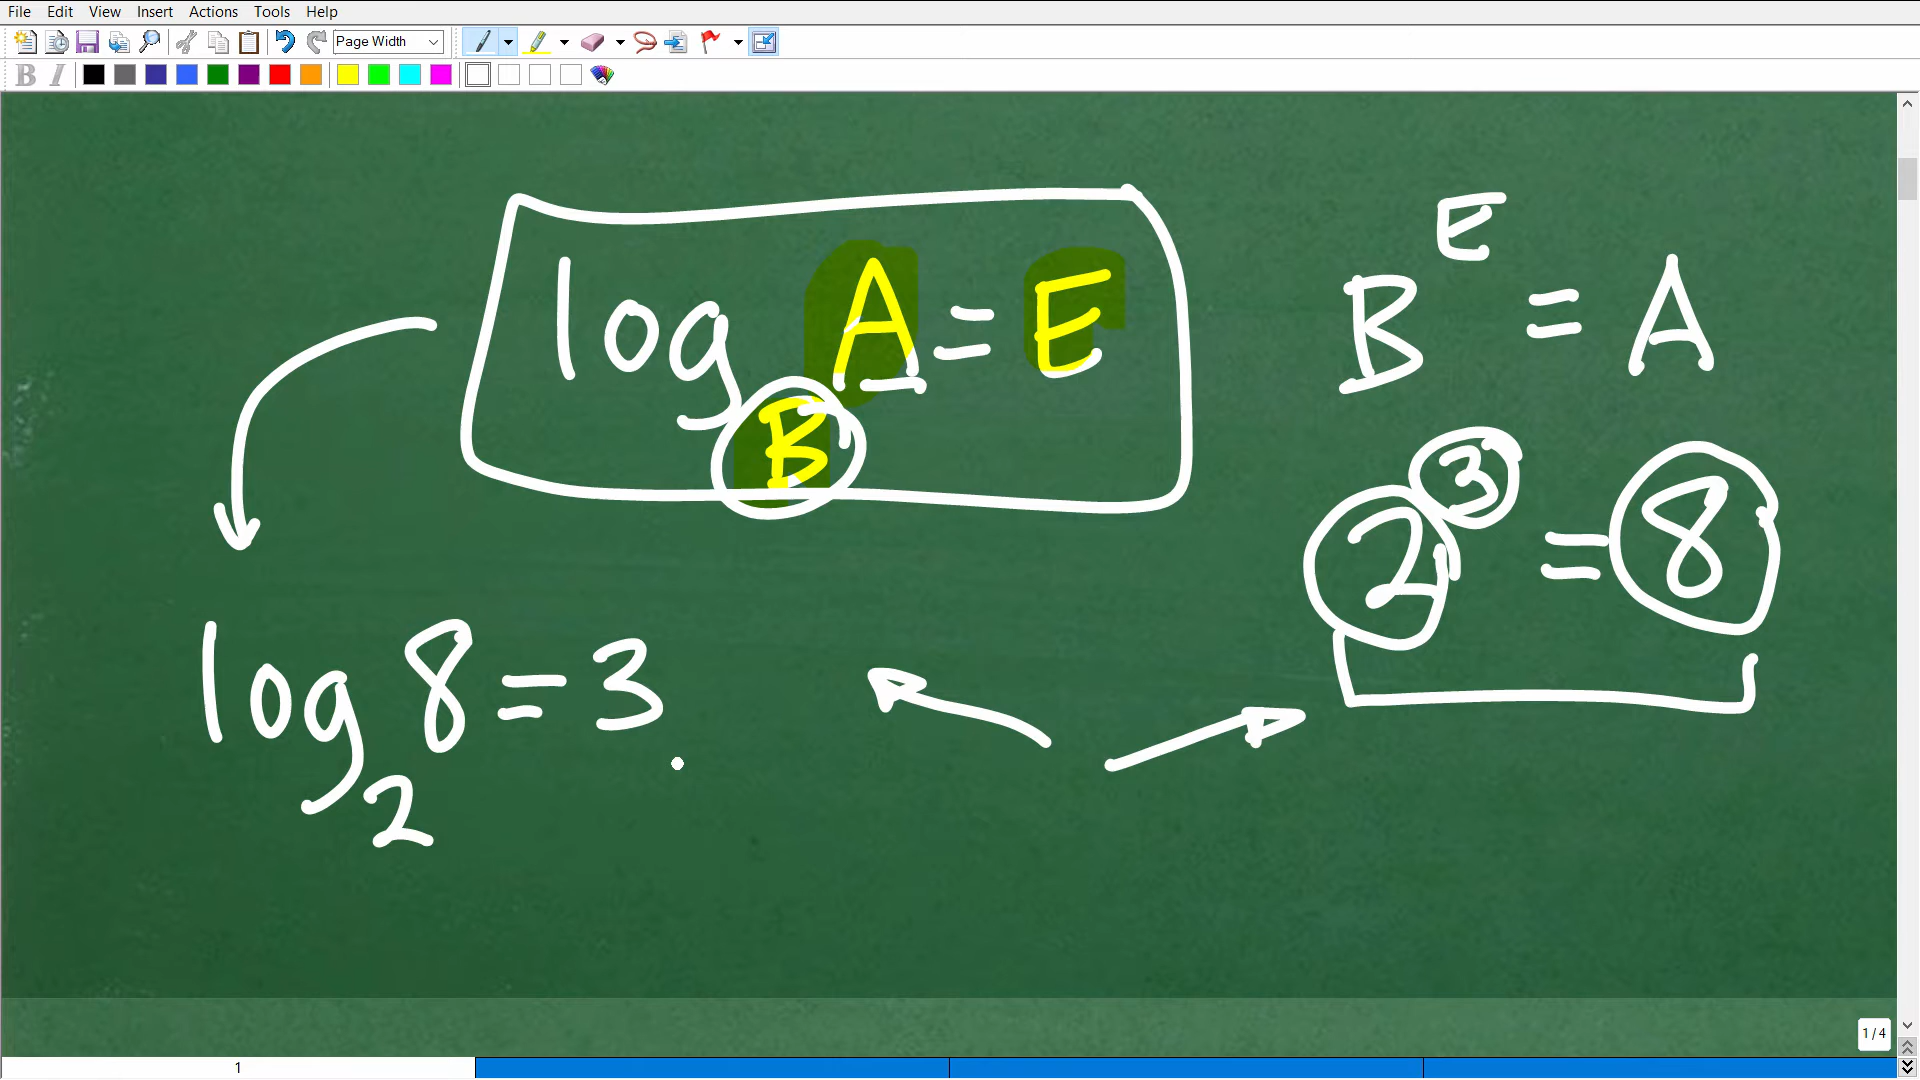 File Edit View Insert Actions Tools Help
Page Width
B I
log_B A = E
B^E = A
2^3 = 8
log_2 8 = 3
1 / 4
1